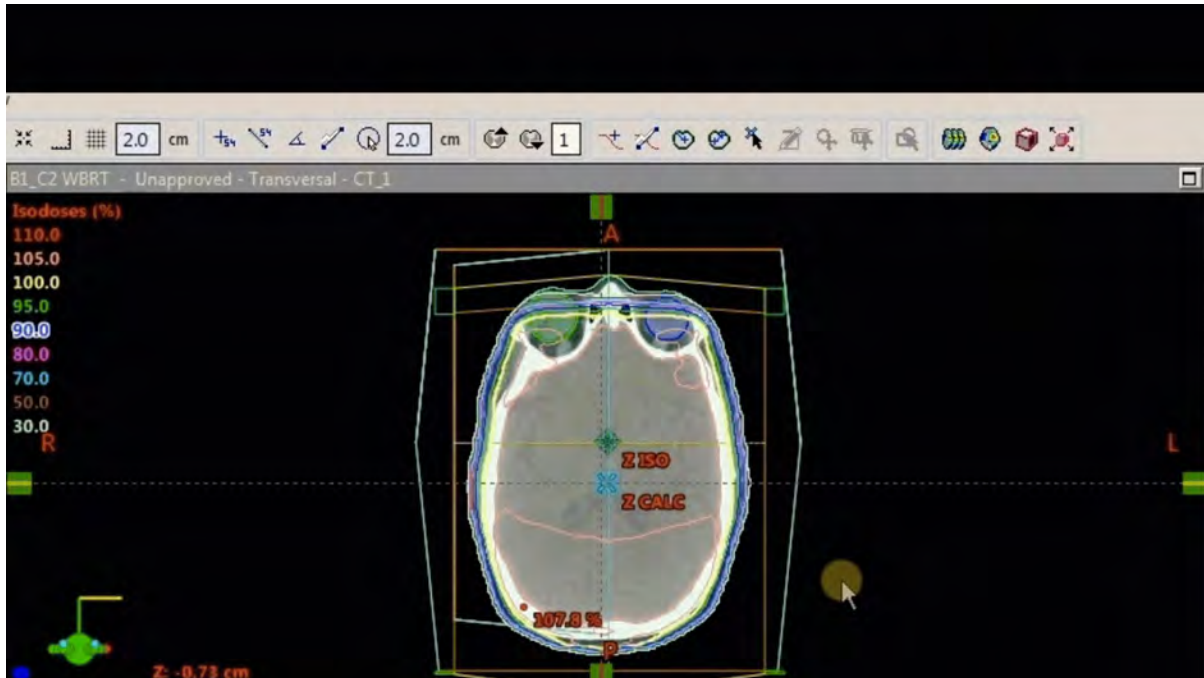 2.0 cm 54 54 2.0 cm 1
B1_C2 WBRT - Unapproved - Transversal - CT_1
Isodoses (%)
110.0
105.0
100.0
95.0
90.0
80.0
70.0
50.0
30.0
A
R
L
Z ISO
Z CALC
107.8 %
P
Z: -0.73 cm